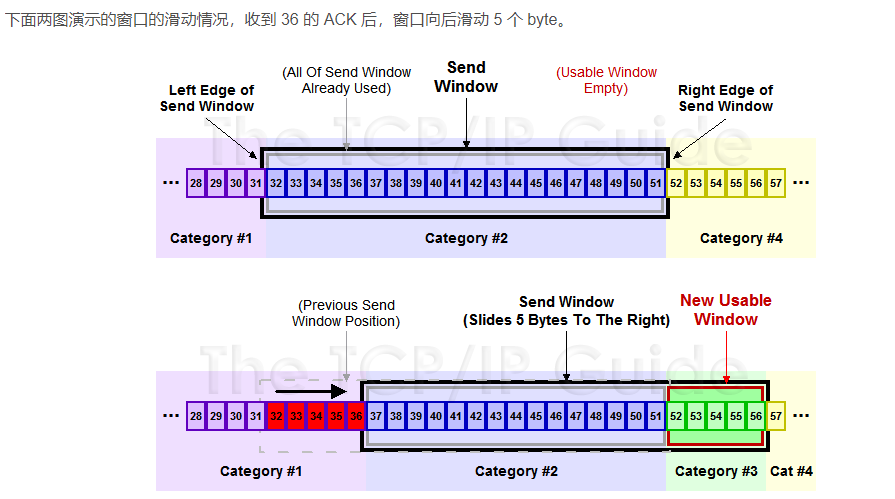 下面两图演示的窗口的滑动情况，收到 36 的 ACK 后，窗口向后滑动 5 个 byte。
(All Of Send Window
Already Used)
Send
Window
(Usable Window
Empty)
Left Edge of
Send Window
Right Edge of
Send Window
The TCP/IP Guide
... 28 29 30 31 32 33 34 35 36 37 38 39 40 41 42 43 44 45 46 47 48 49 50 51 52 53 54 55 56 57 ...
Category #1 Category #2 Category #4
(Previous Send
Window Position)
Send Window
(Slides 5 Bytes To The Right)
New Usable
Window
The TCP/IP Guide
... 28 29 30 31 32 33 34 35 36 37 38 39 40 41 42 43 44 45 46 47 48 49 50 51 52 53 54 55 56 57 ...
Category #1 Category #2 Category #3 Cat #4